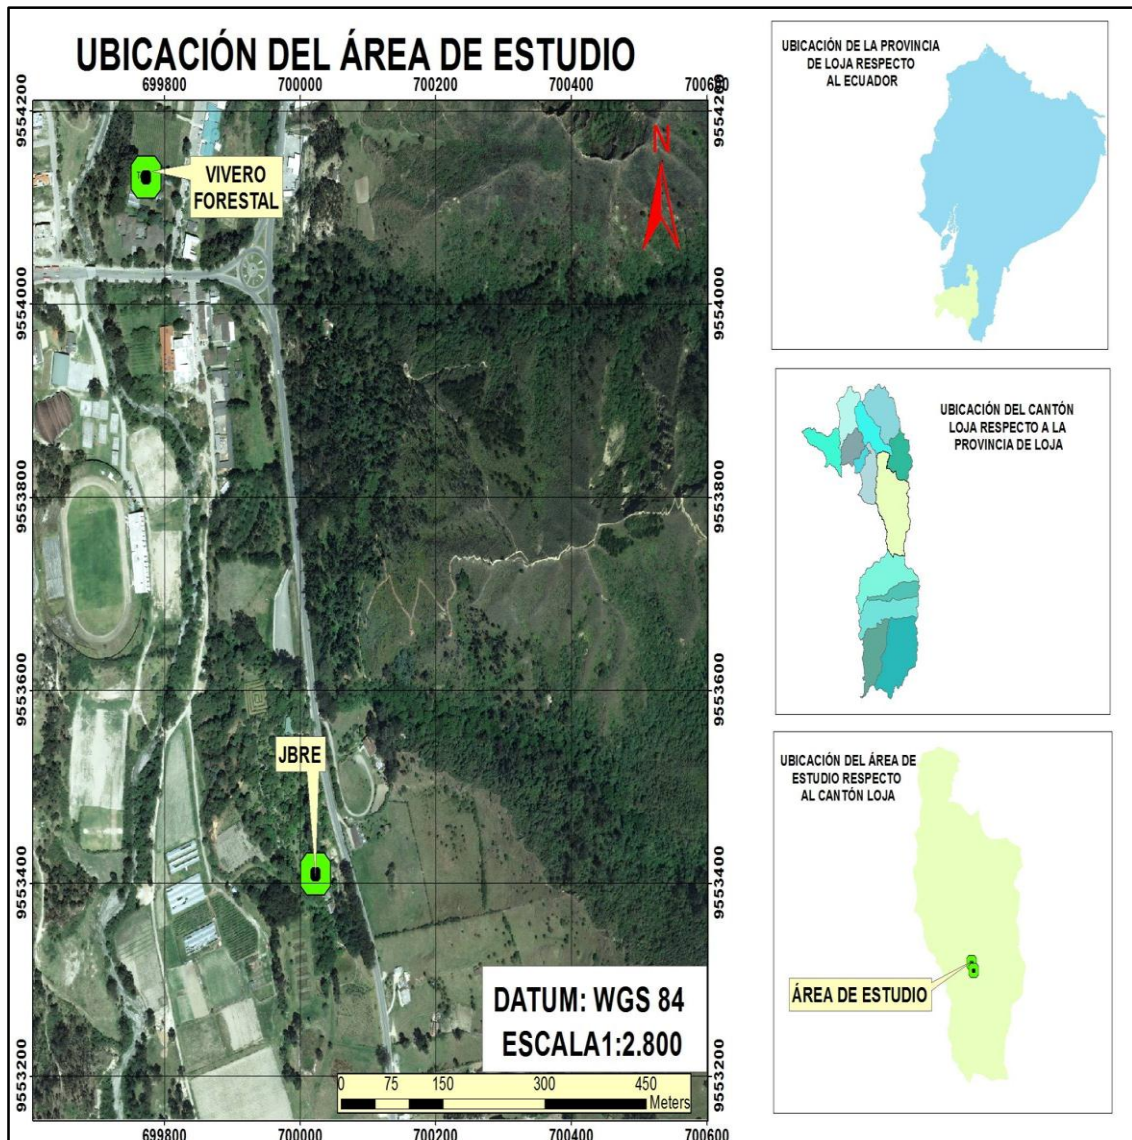 UBICACIÓN DEL ÁREA DE ESTUDIO
699800
700000
700200
700400
700600
9554200
9554200
N
VIVERO
FORESTAL
9554000
9554000
9553800
9553800
9553600
9553600
JBRE
9553400
9553400
DATUM: WGS 84
ESCALA1:2.800
9553200
9553200
0
75
150
300
450
Meters
699800
700000
700200
700400
700600
UBICACIÓN DE LA PROVINCIA
DE LOJA RESPECTO
AL ECUADOR
UBICACIÓN DEL CANTÓN
LOJA RESPECTO A LA
PROVINCIA DE LOJA
UBICACIÓN DEL ÁREA DE
ESTUDIO RESPECTO
AL CANTÓN LOJA
ÁREA DE ESTUDIO